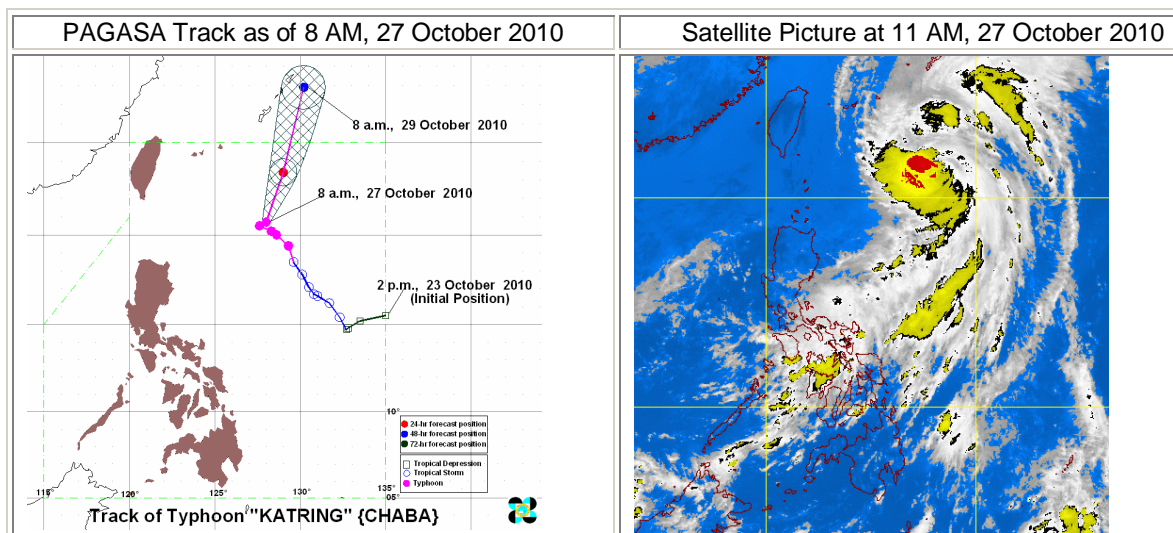 PAGASA Track as of 8 AM, 27 October 2010
Satellite Picture at 11 AM, 27 October 2010
8 a.m., 29 October 2010
8 a.m., 27 October 2010
2 p.m., 23 October 2010
(Initial Position)
10°
24-hr forecast position
48-hr forecast position
72-hr forecast position
Tropical Depression
Tropical Storm
Typhoon
115°
120°
125°
130°
135°
05°
Track of Typhoon "KATRING" {CHABA}